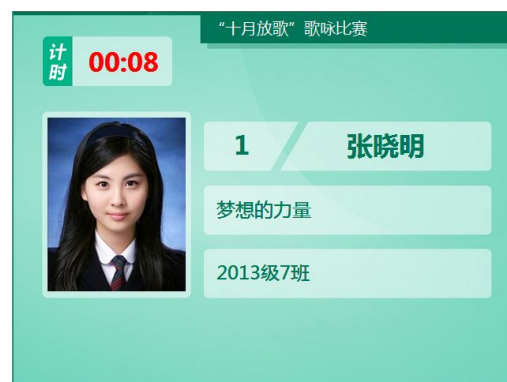 “十月放歌”歌咏比赛
计时 00:08
1 张晓明
梦想的力量
2013级7班